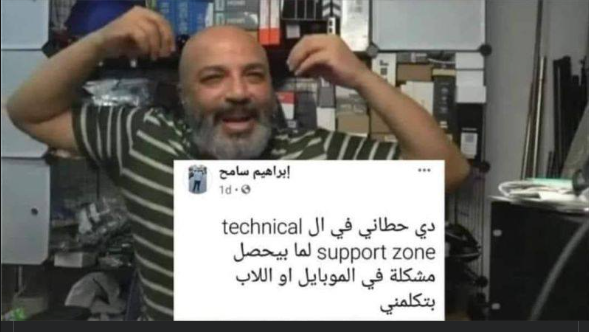 إبراهيم سامح
1d
دي حطاني في ال technical
support zone لما بيحصل
مشكلة في الموبايل او اللاب
بتكلمني